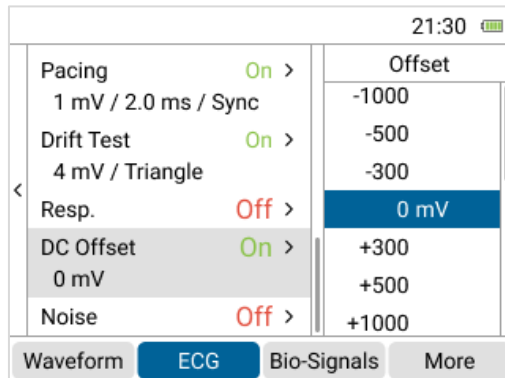 21:30
Pacing On >
1 mV / 2.0 ms / Sync
Drift Test On >
4 mV / Triangle
Resp. Off >
DC Offset On >
0 mV
Noise Off >
<
Offset
-1000
-500
-300
0 mV
+300
+500
+1000
Waveform ECG Bio-Signals More